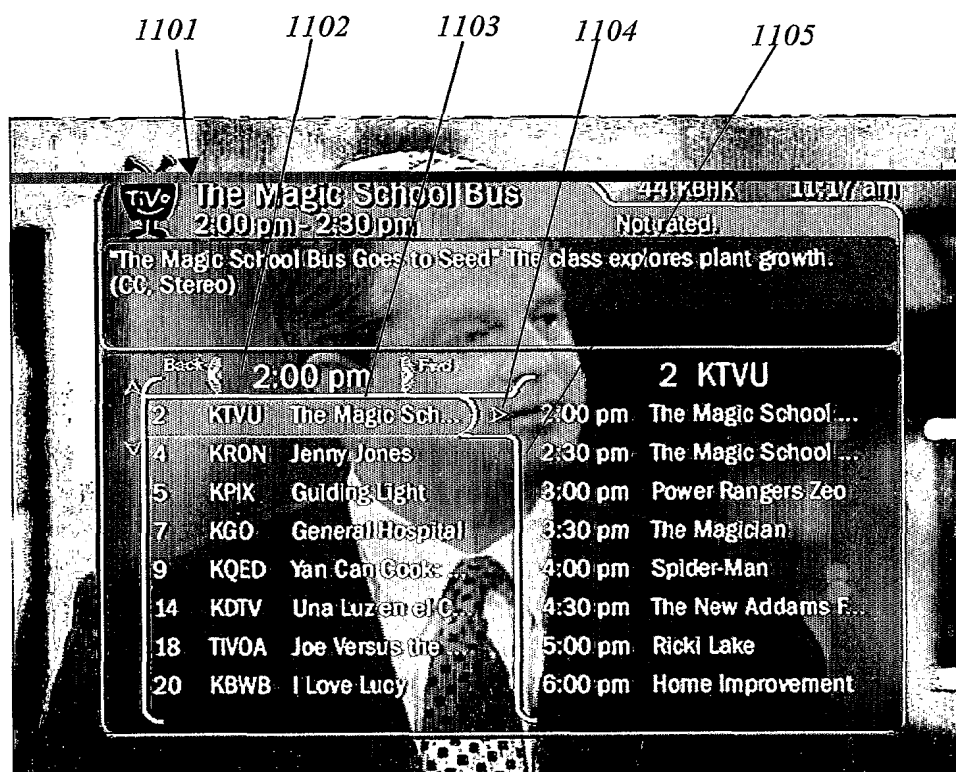 1101 1102 1103 1104 1105
TiVo The Magic School Bus 44 KBHK 11:17 am
2:00 pm - 2:30 pm Not rated.
"The Magic School Bus Goes to Seed" The class explores plant growth.
(CC, Stereo)
Back 2:00 pm Fwd 2 KTVU
2 KTVU The Magic Sch... 2:00 pm The Magic School ...
4 KRON Jenny Jones 2:30 pm The Magic School ...
5 KPIX Guiding Light 3:00 pm Power Rangers Zeo
7 KGO General Hospital 3:30 pm The Magician
9 KQED Yan Can Cook: ... 4:00 pm Spider-Man
14 KDTV Una Luz en el C... 4:30 pm The New Addams F...
18 TIVOA Joe Versus the ... 5:00 pm Ricki Lake
20 KBWB I Love Lucy 6:00 pm Home Improvement